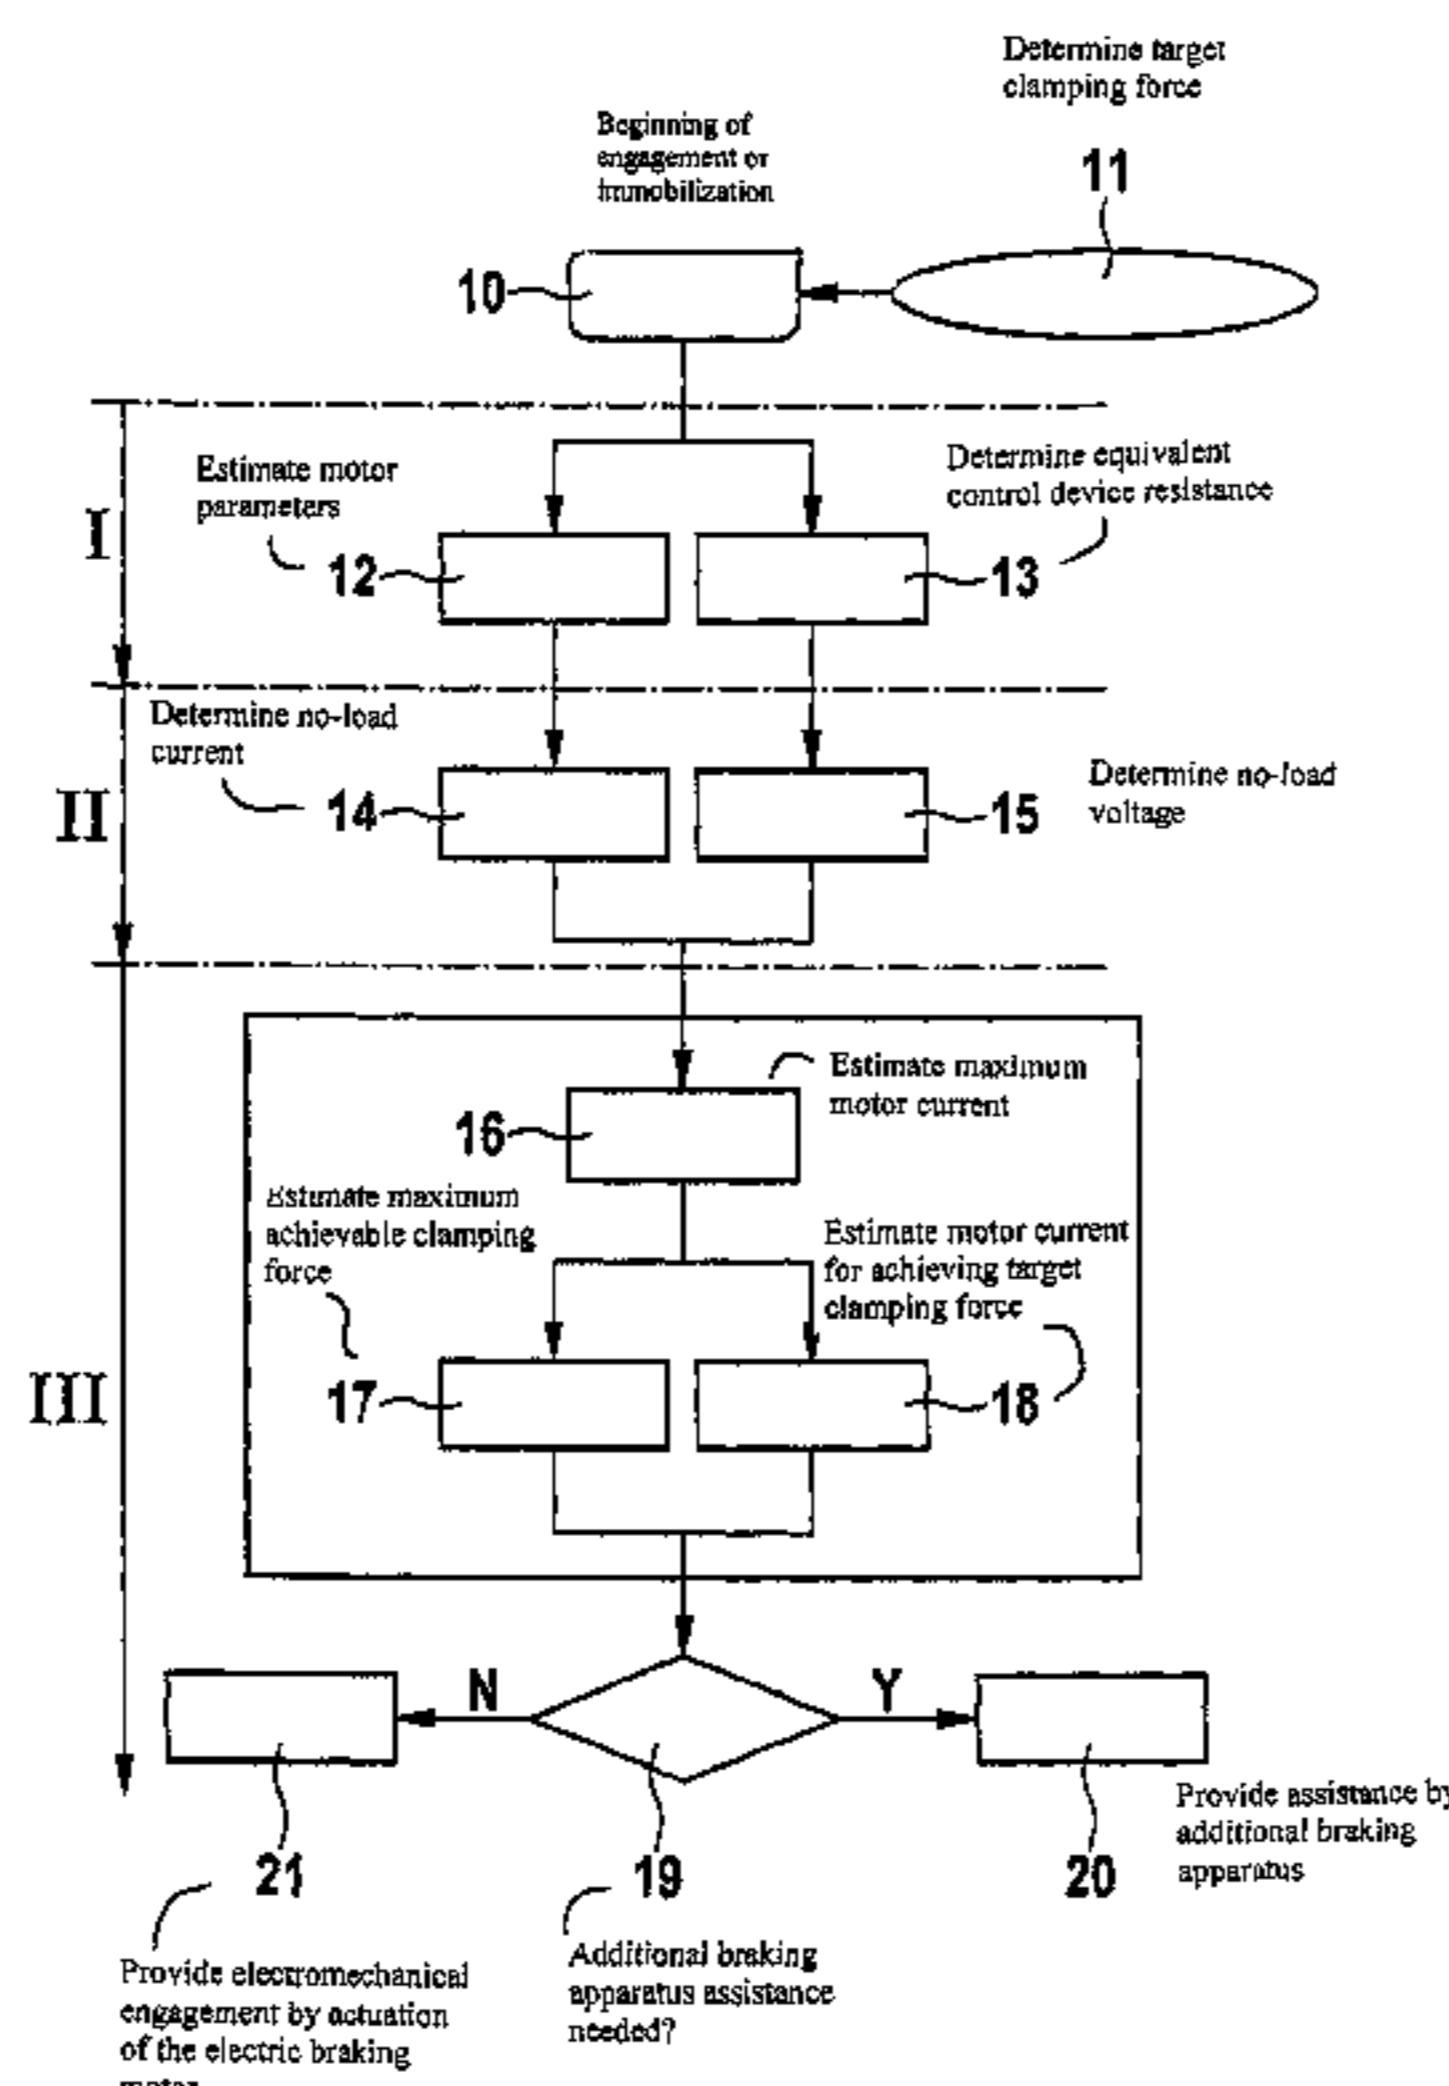 Determine target
clamping force
Beginning of
engagement or
immobilization
11
10
Estimate motor
parameters
Determine equivalent
control device resistance
I
12
13
Determine no-load
current
Determine no-load
voltage
II
14
15
Estimate maximum
motor current
16
Estimate maximum
achievable clamping
force
Estimate motor current
for achieving target
clamping force
III
17
18
N
Y
Provide assistance by
additional braking
apparatus
21
19
20
Additional braking
apparatus assistance
needed?
Provide electromechanical
engagement by actuation
of the electric braking